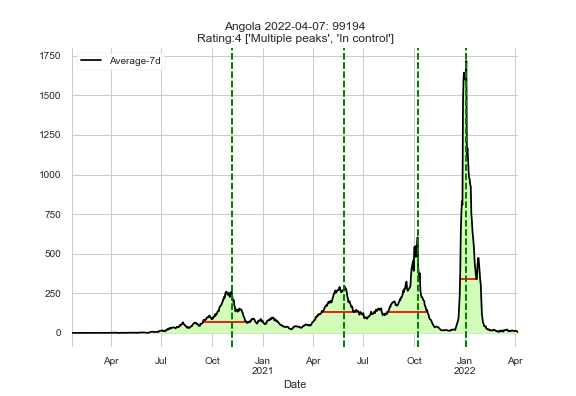 Angola 2022-04-07: 99194
Rating:4 ['Multiple peaks', 'In control']
Average-7d
1750
1500
1250
1000
750
500
250
0
Apr Jul Oct Jan Apr Jul Oct Jan Apr
2021 2022
Date